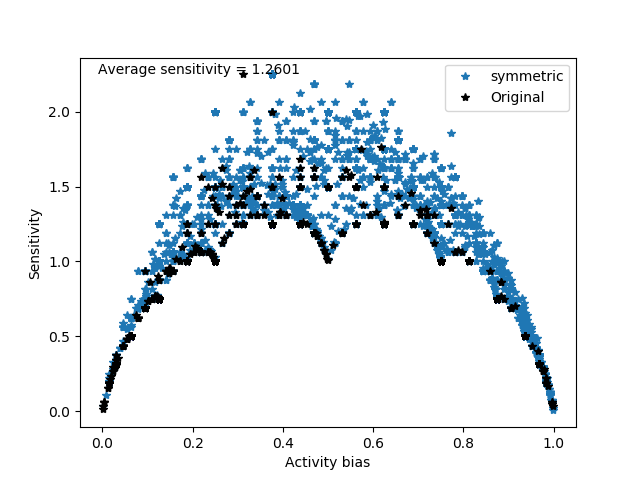 Average sensitivity = 1.2601
symmetric
Original
2.0
1.5
1.0
0.5
0.0
Sensitivity
0.0 0.2 0.4 0.6 0.8 1.0
Activity bias